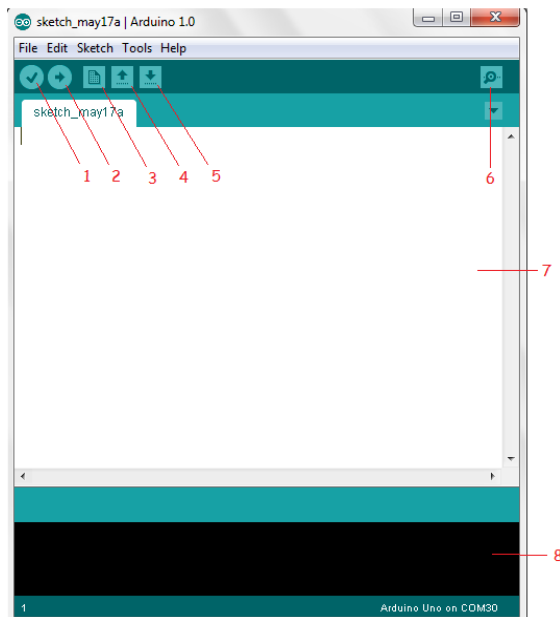 sketch_may17a | Arduino 1.0
File Edit Sketch Tools Help
sketch_may17a
1 2 3 4 5 6
7
8
1 Arduino Uno on COM30